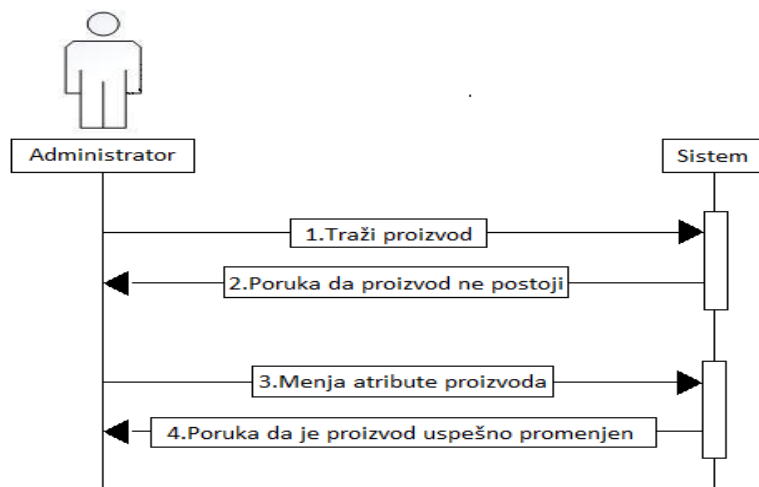 Administrator
Sistem
1.Traži proizvod
2.Poruka da proizvod ne postoji
3.Menja atribute proizvoda
4.Poruka da je proizvod uspešno promenjen